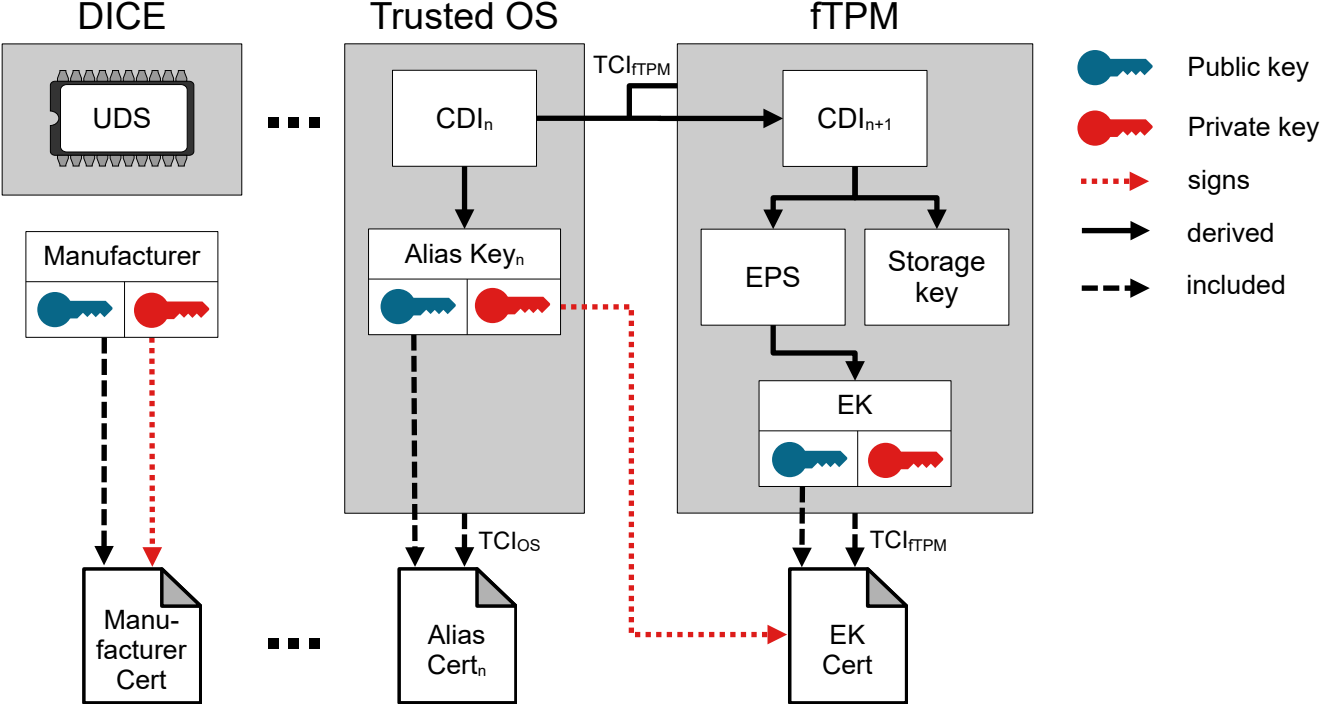 DICE
Trusted OS
fTPM
UDS
CDIn
TCIfTPM
CDIn+1
Public key
Private key
signs
derived
included
Manufacturer
Alias Keyn
EPS
Storage
key
EK
TCIOS
TCIfTPM
Manu-
facturer
Cert
Alias
Certn
EK
Cert